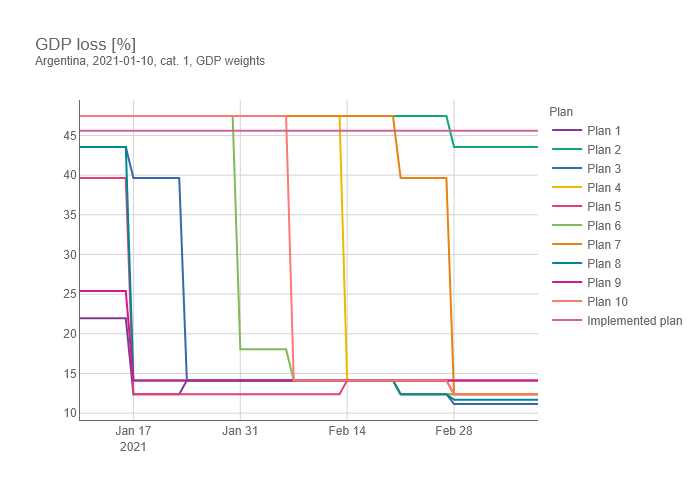 GDP loss [%]
Argentina, 2021-01-10, cat. 1, GDP weights
Plan
Plan 1
Plan 2
Plan 3
Plan 4
Plan 5
Plan 6
Plan 7
Plan 8
Plan 9
Plan 10
Implemented plan
45
40
35
30
25
20
15
10
Jan 17
2021
Jan 31
Feb 14
Feb 28